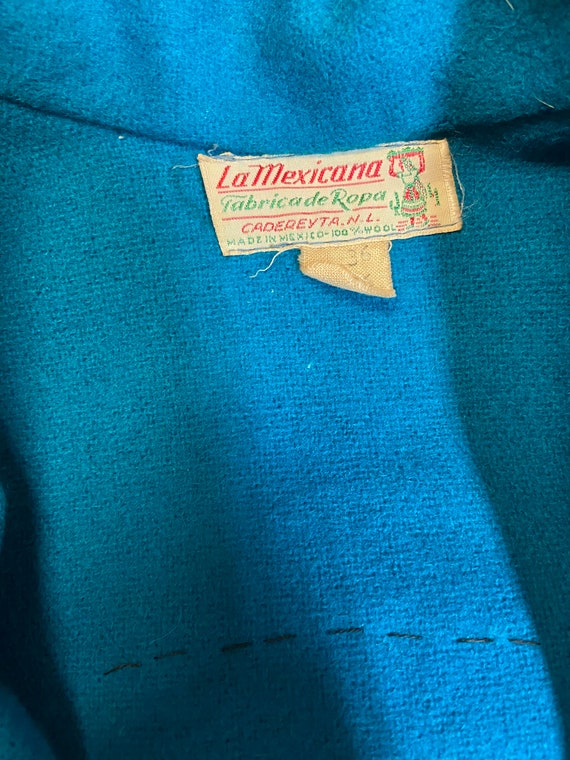 La Mexicana
Fabrica de Ropa
CADEREYTA. N. L.
MADE IN MEXICO-100% WOOL